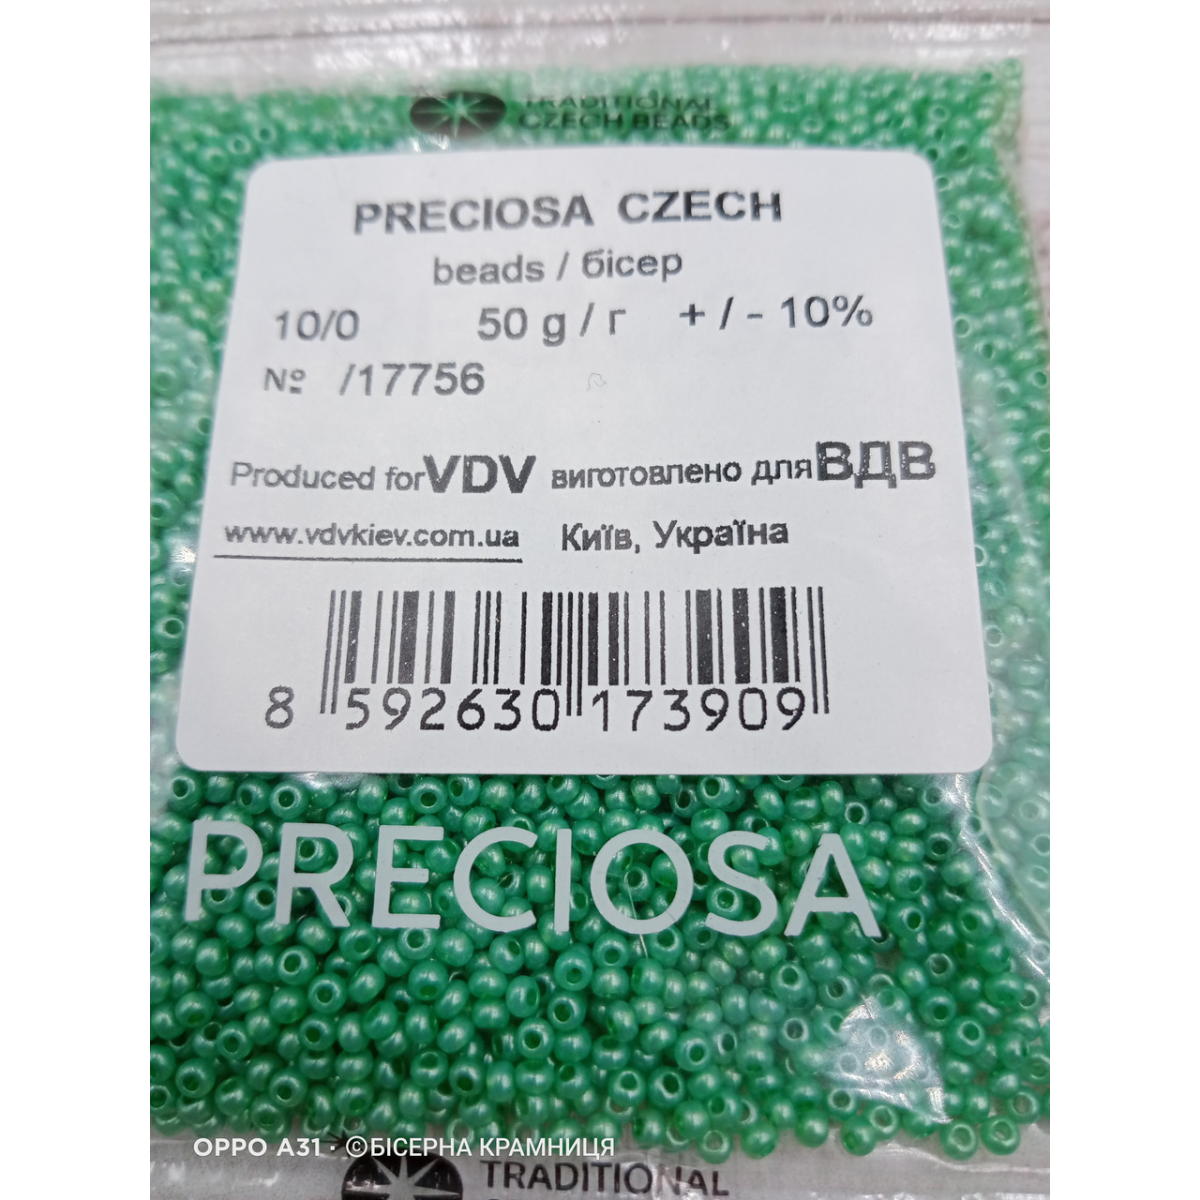 TRADITIONAL
CZECH BEADS
PRECIOSA CZECH
beads / бісер
10/0 50 g / г + / - 10%
№ /17756
Produced for VDV виготовлено для ВДВ
www.vdvkiev.com.ua Київ, Україна
8 592630 173909
PRECIOSA
OPPO A31 · ©БІСЕРНА КРАМНИЦЯ
TRADITIONAL